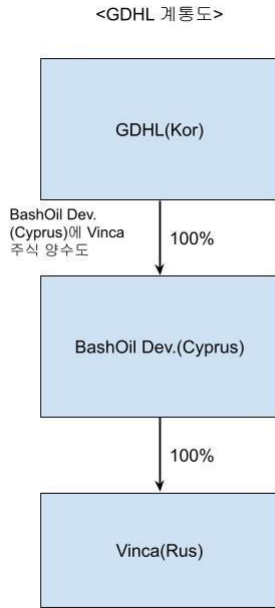 <GDHL 계통도>
GDHL(Kor)
BashOil Dev.
(Cyprus)에 Vinca
주식 양수도
100%
BashOil Dev.(Cyprus)
100%
Vinca(Rus)